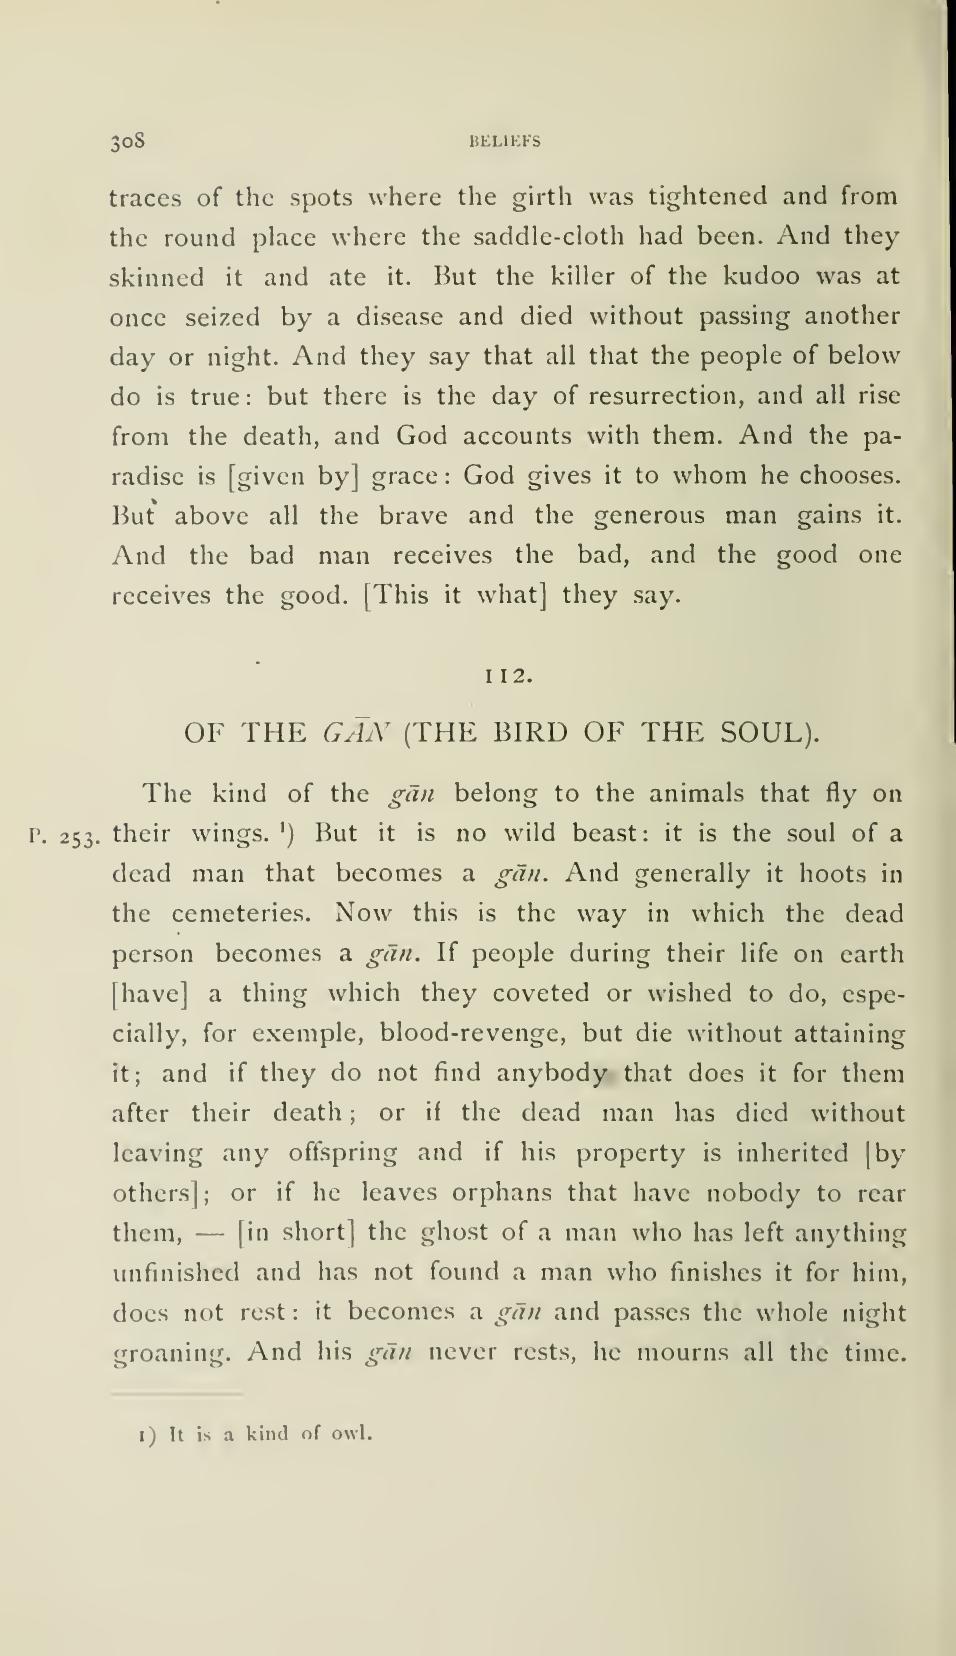 308 BELIEFS
traces of the spots where the girth was tightened and from
the round place where the saddle-cloth had been. And they
skinned it and ate it. But the killer of the kudoo was at
once seized by a disease and died without passing another
day or night. And they say that all that the people of below
do is true: but there is the day of resurrection, and all rise
from the death, and God accounts with them. And the pa-
radise is [given by] grace: God gives it to whom he chooses.
But above all the brave and the generous man gains it.
And the bad man receives the bad, and the good one
receives the good. [This it what] they say.
112.
OF THE GĀN (THE BIRD OF THE SOUL).
The kind of the gān belong to the animals that fly on
P. 253. their wings. ¹) But it is no wild beast: it is the soul of a
dead man that becomes a gān. And generally it hoots in
the cemeteries. Now this is the way in which the dead
person becomes a gān. If people during their life on earth
[have] a thing which they coveted or wished to do, espe-
cially, for exemple, blood-revenge, but die without attaining
it; and if they do not find anybody that does it for them
after their death; or if the dead man has died without
leaving any offspring and if his property is inherited [by
others]; or if he leaves orphans that have nobody to rear
them, — [in short] the ghost of a man who has left anything
unfinished and has not found a man who finishes it for him,
does not rest: it becomes a gān and passes the whole night
groaning. And his gān never rests, he mourns all the time.
1) It is a kind of owl.